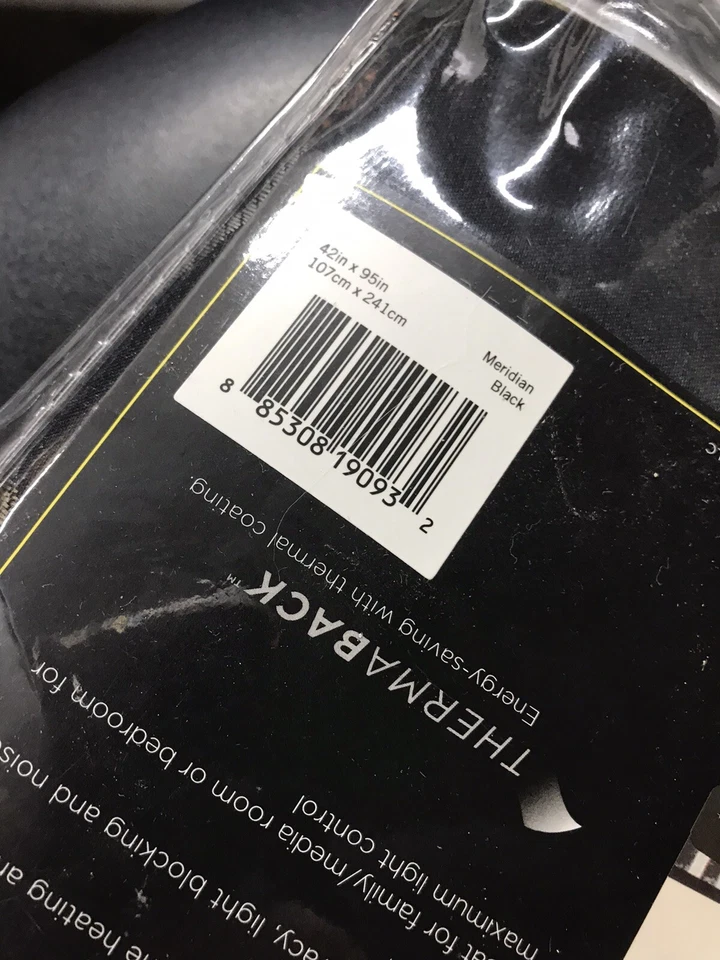 42in x 95in
107cm x 241cm
Meridian
Black
8 85308 19093 2
THERMABACK™
Energy-saving with thermal coating.
for family/media room or bedroom for
maximum light control
light blocking and
heating